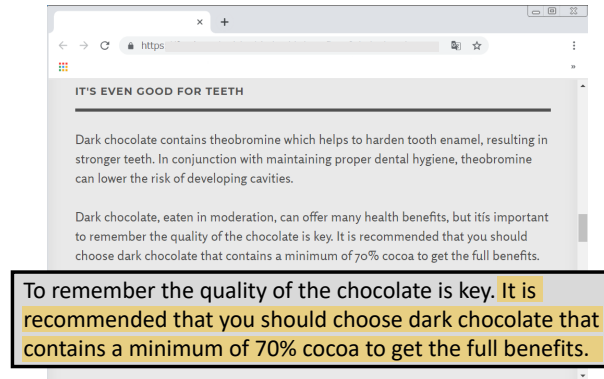 https
IT'S EVEN GOOD FOR TEETH
Dark chocolate contains theobromine which helps to harden tooth enamel, resulting in
stronger teeth. In conjunction with maintaining proper dental hygiene, theobromine
can lower the risk of developing cavities.
Dark chocolate, eaten in moderation, can offer many health benefits, but itís important
to remember the quality of the chocolate is key. It is recommended that you should
choose dark chocolate that contains a minimum of 70% cocoa to get the full benefits.
To remember the quality of the chocolate is key. It is
recommended that you should choose dark chocolate that
contains a minimum of 70% cocoa to get the full benefits.